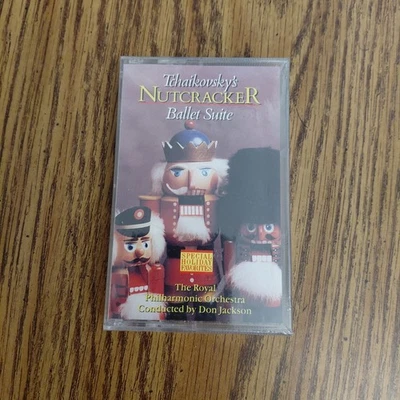 Tchaikovsky's
NUTCRACKER
Ballet Suite
SPECIAL
HOLIDAY
FAVORITES
The Royal
Philharmonic Orchestra
Conducted by Don Jackson